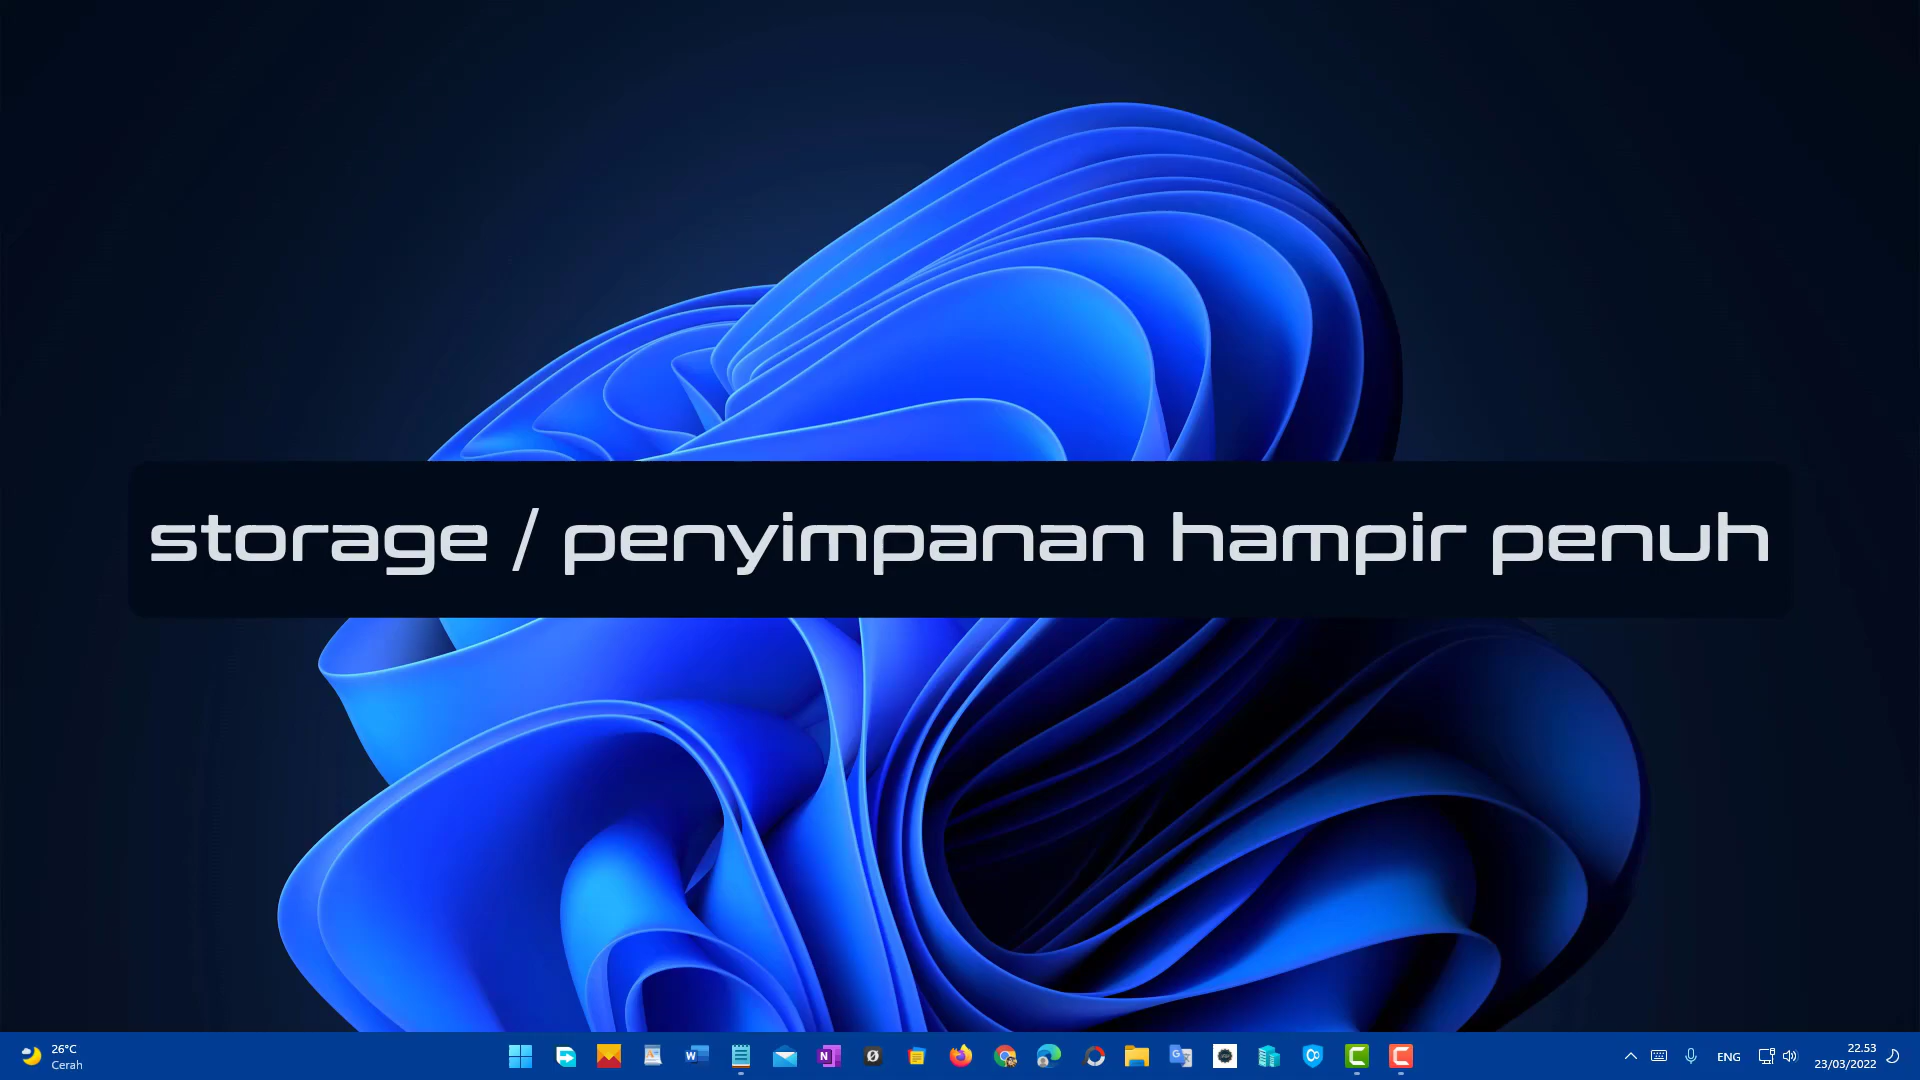 storage / penyimpanan hampir penuh
26°C
Cerah
ENG
22.53
23/03/2022